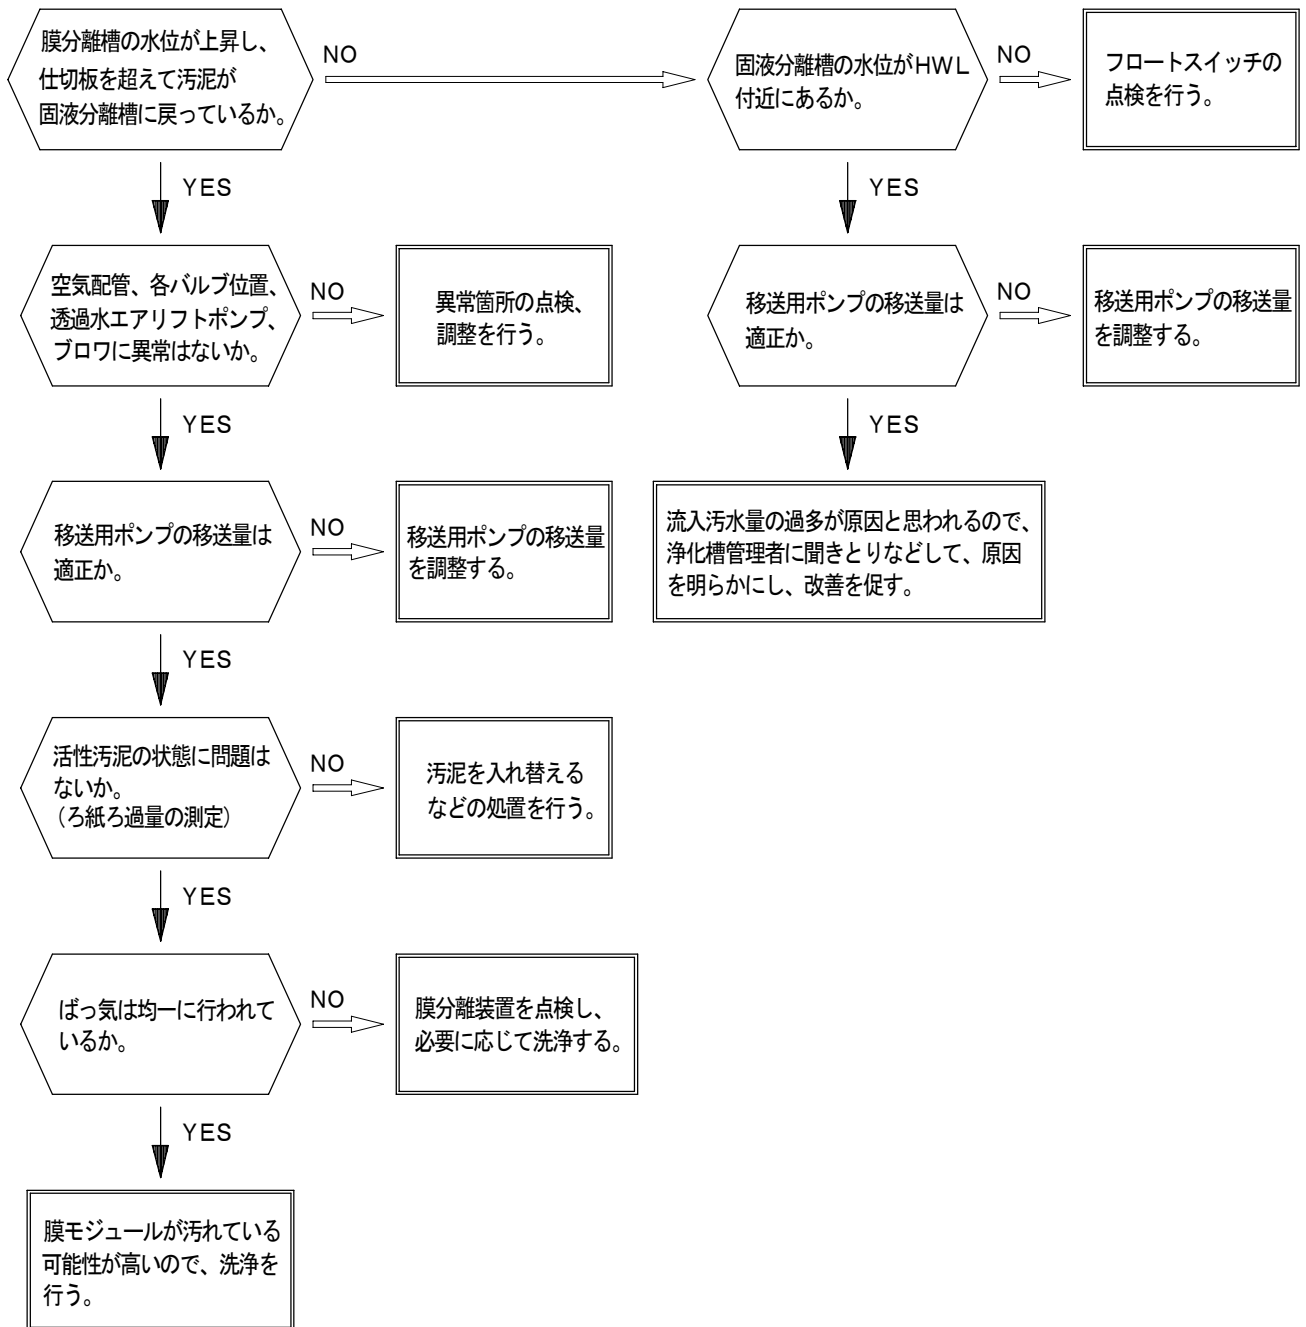 膜分離槽の水位が上昇し、
仕切板を超えて汚泥が
固液分離槽に戻っているか。
NO
固液分離槽の水位がHWL
付近にあるか。
NO
フロートスイッチの
点検を行う。
YES
YES
空気配管、各バルブ位置、
透過水エアリフトポンプ、
ブロワに異常はないか。
NO
異常箇所の点検、
調整を行う。
移送用ポンプの移送量は
適正か。
NO
移送用ポンプの移送量
を調整する。
YES
YES
移送用ポンプの移送量は
適正か。
NO
移送用ポンプの移送量
を調整する。
流入汚水量の過多が原因と思われるので、
浄化槽管理者に聞きとりなどして、原因
を明らかにし、改善を促す。
YES
活性汚泥の状態に問題は
ないか。
（ろ紙ろ過量の測定）
NO
汚泥を入れ替える
などの処置を行う。
YES
ばっ気は均一に行われて
いるか。
NO
膜分離装置を点検し、
必要に応じて洗浄する。
YES
膜モジュールが汚れている
可能性が高いので、洗浄を
行う。